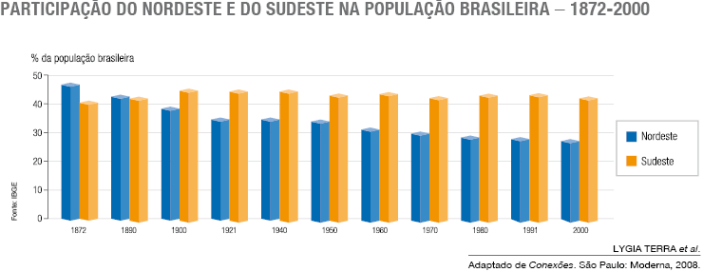 PARTICIPAÇÃO DO NORDESTE E DO SUDESTE NA POPULAÇÃO BRASILEIRA – 1872-2000
% da população brasileira
50
40
30
20
10
0
1872 1890 1900 1921 1940 1950 1960 1970 1980 1991 2000
Nordeste
Sudeste
Fonte: IBGE
LYGIA TERRA et al.
Adaptado de Conexões. São Paulo: Moderna, 2008.